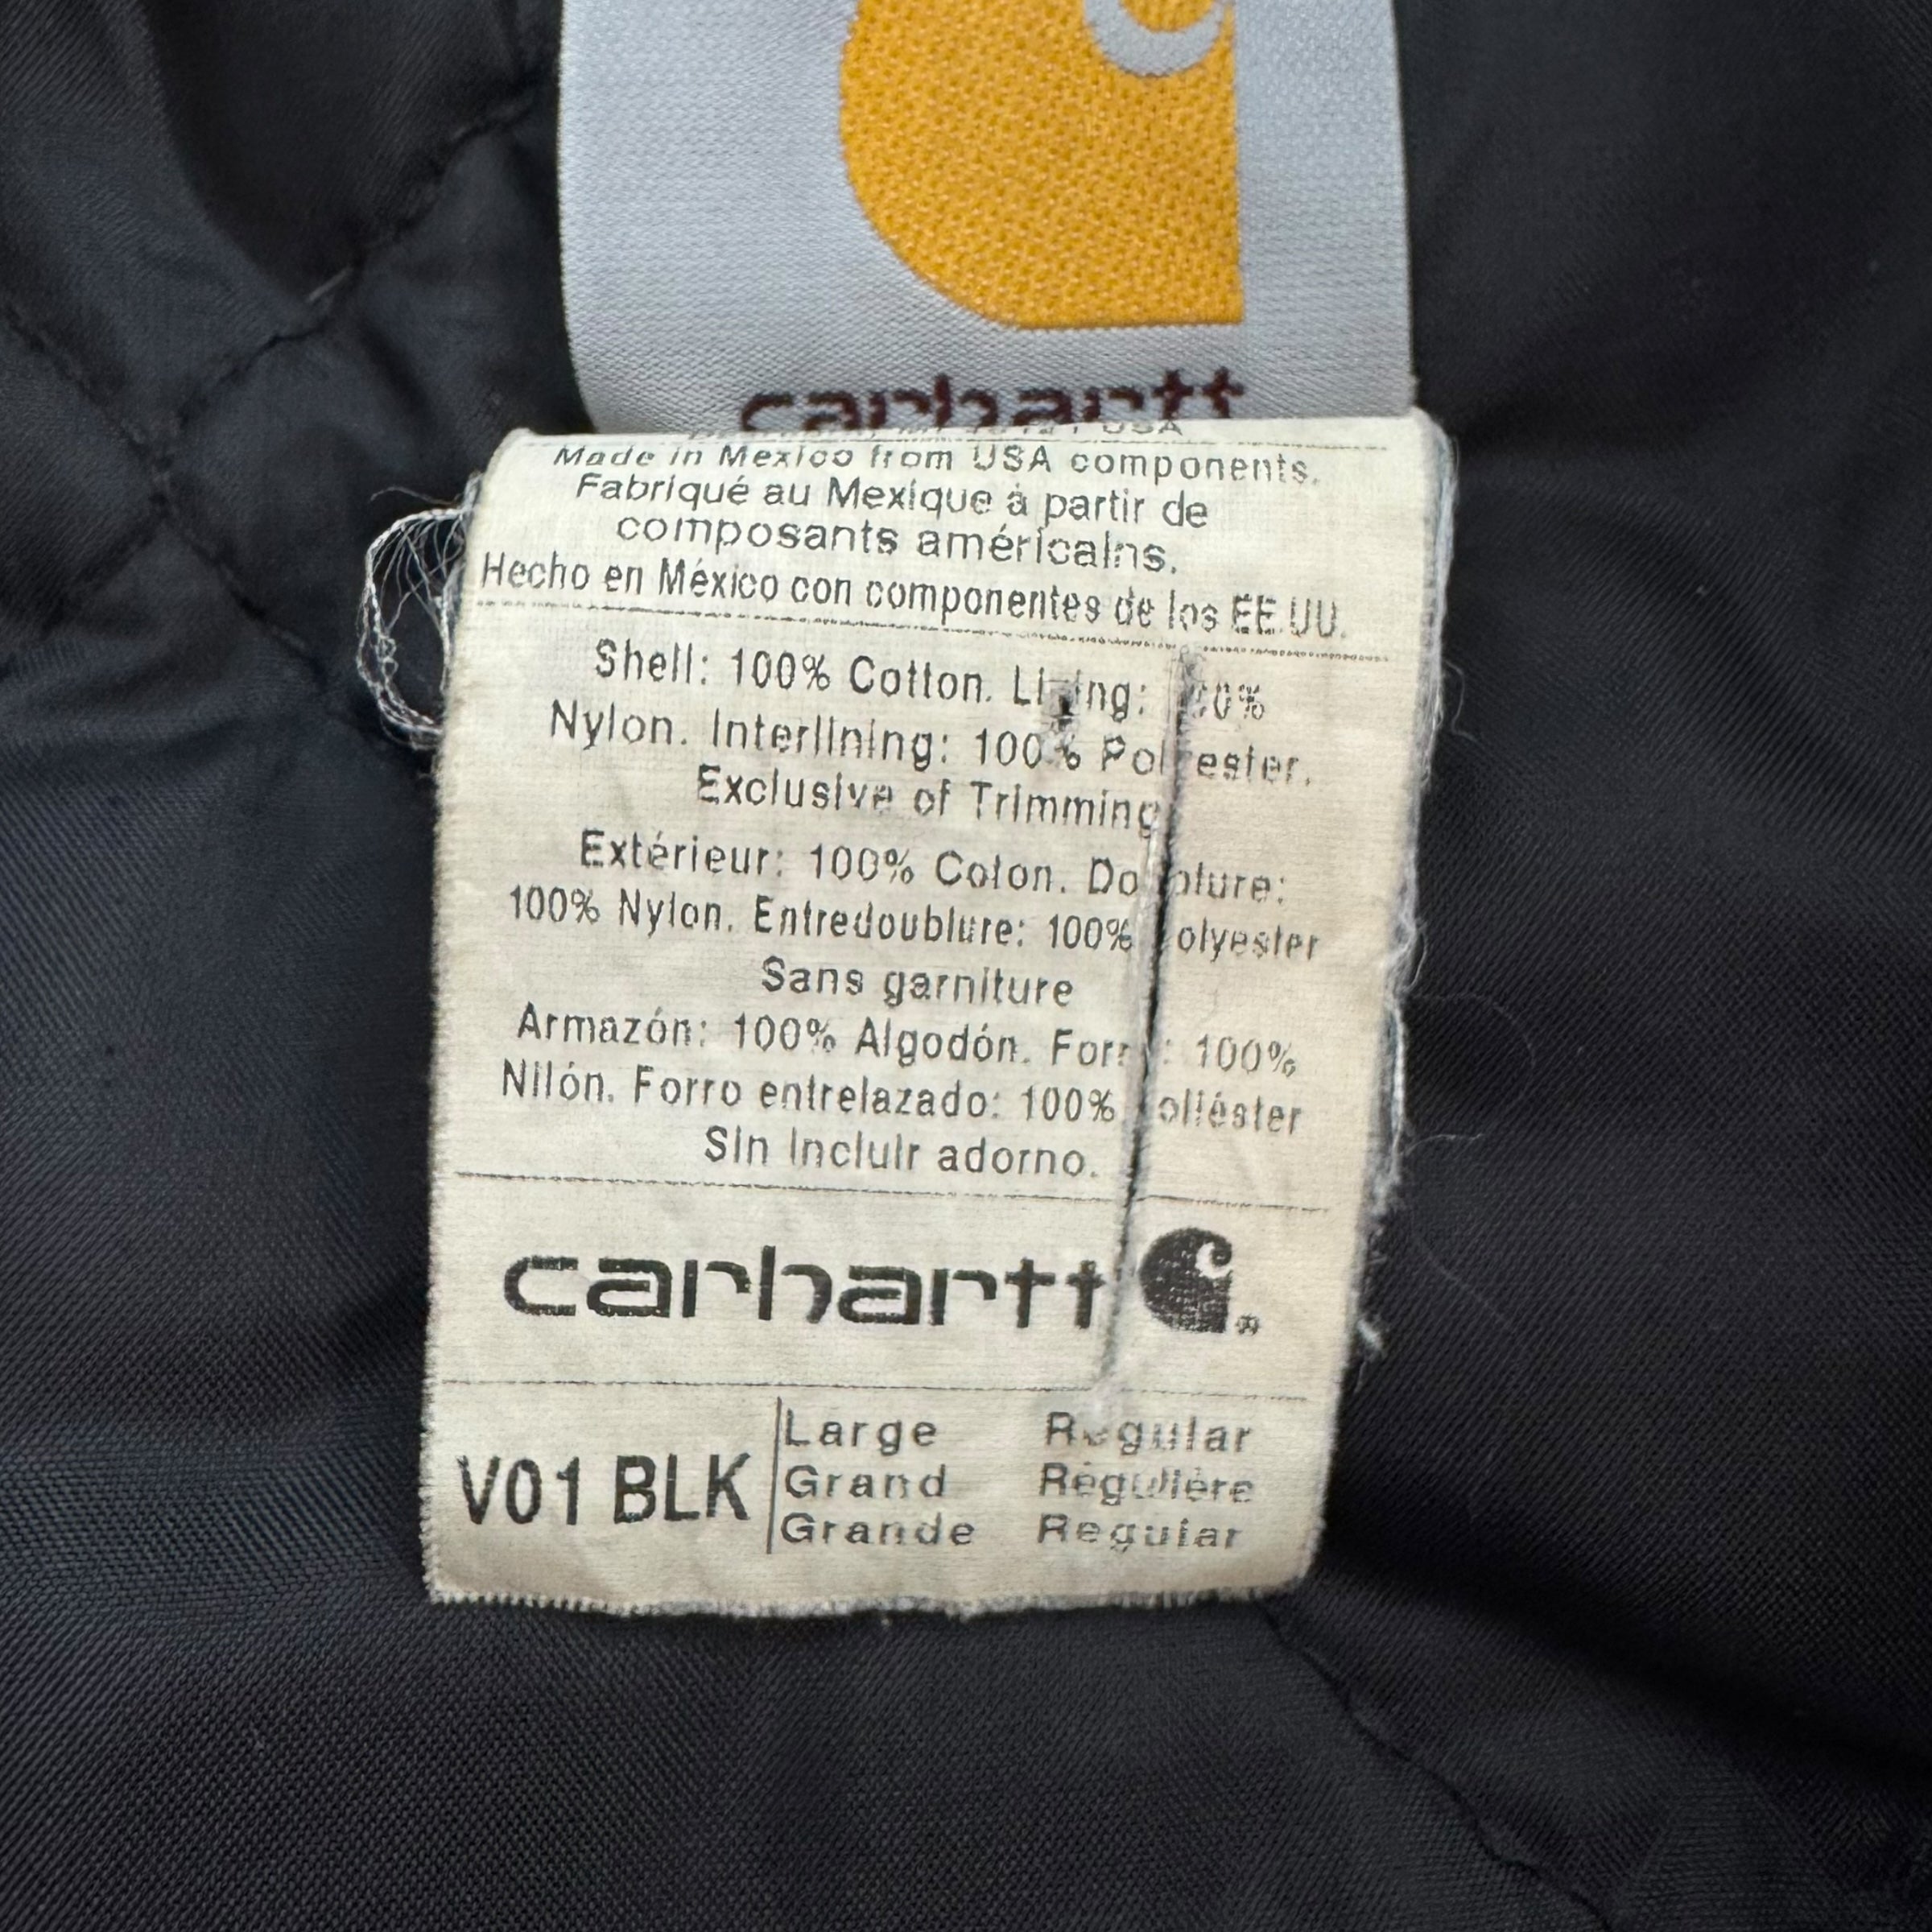 carhartt
USA
Made in Mexico from USA components.
Fabriqué au Mexique à partir de
composants américains.
Hecho en México con componentes de los EE.UU.
Shell: 100% Cotton. Lining: 100%
Nylon. Interlining: 100% Polyester.
Exclusive of Trimming
Extérieur: 100% Coton. Doublure:
100% Nylon. Entredoublure: 100% Polyester
Sans garniture
Armazón: 100% Algodón. Forro: 100%
Nilón. Forro entrelazado: 100% Poliéster
Sin incluir adorno.
carhartt
V01 BLK
Large Regular
Grand Régulière
Grande Regular